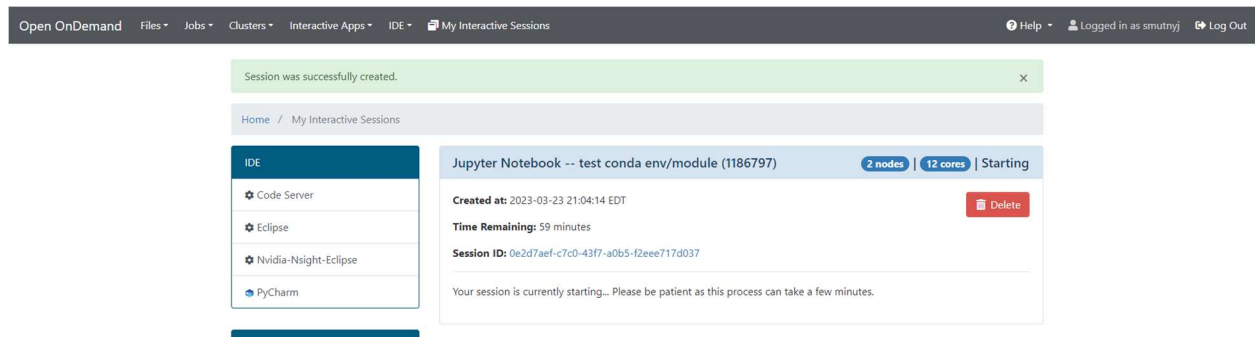 Open OnDemand Files Jobs Clusters Interactive Apps IDE My Interactive Sessions Help Logged in as smutnyj Log Out
Session was successfully created. ×
Home / My Interactive Sessions
IDE
Code Server
Eclipse
Nvidia-Nsight-Eclipse
PyCharm
Jupyter Notebook -- test conda env/module (1186797) 2 nodes | 12 cores | Starting
Created at: 2023-03-23 21:04:14 EDT Delete
Time Remaining: 59 minutes
Session ID: 0e2d7aef-c7c0-43f7-a0b5-f2eee717d037
Your session is currently starting... Please be patient as this process can take a few minutes.